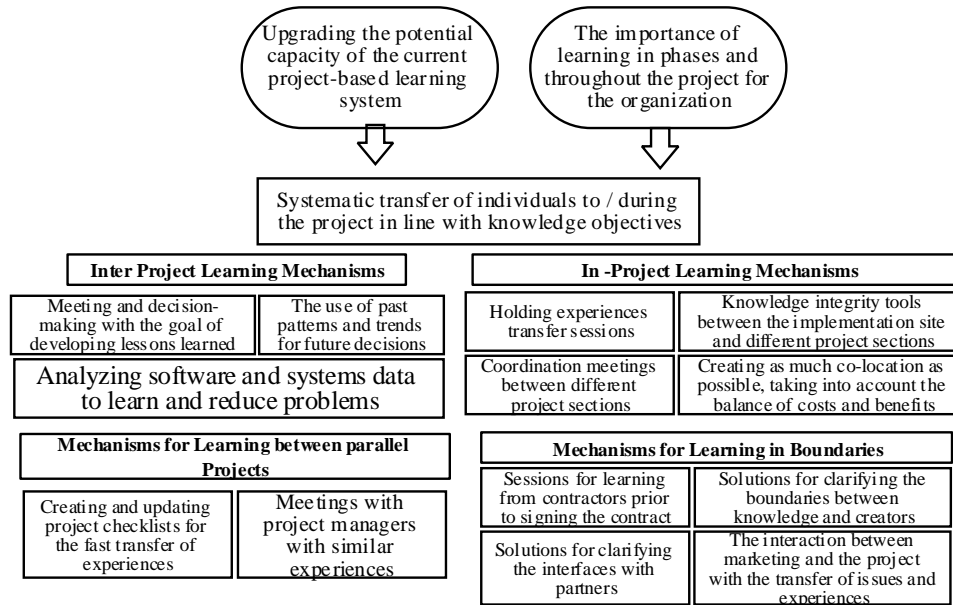 Upgrading the potential
capacity of the current
project-based learning
system
The importance of
learning in phases and
throughout the project for
the organization
Systematic transfer of individuals to / during
the project in line with knowledge objectives
Inter Project Learning Mechanisms
Meeting and decision-
making with the goal of
developing lessons learned
The use of past
patterns and trends
for future decisions
Analyzing software and systems data
to learn and reduce problems
Mechanisms for Learning between parallel
Projects
Creating and updating
project checklists for
the fast transfer of
experiences
Meetings with
project managers
with similar
experiences
In -Project Learning Mechanisms
Holding experiences
transfer sessions
Knowledge integrity tools
between the implementation site
and different project sections
Coordination meetings
between different
project sections
Creating as much co-location as
possible, taking into account the
balance of costs and benefits
Mechanisms for Learning in Boundaries
Sessions for learning
from contractors prior
to signing the contract
Solutions for clarifying the
boundaries between
knowledge and creators
Solutions for clarifying
the interfaces with
partners
The interaction between
marketing and the project
with the transfer of issues and
experiences